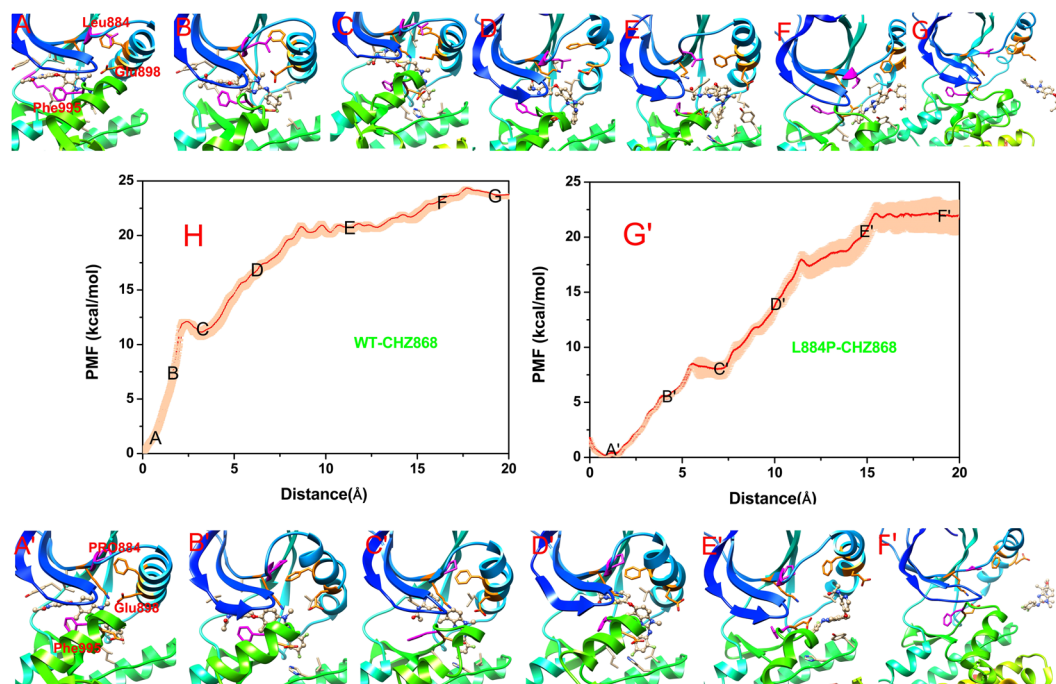 A
Leu884
Glu898
Phe995
B
C
D
E
F
G
25
20
15
10
5
0
PMF (kcal/mol)
H
A
B
C
D
E
F
G
WT-CHZ868
0
5
10
15
20
Distance(Å)
25
20
15
10
5
0
PMF (kcal/mol)
G'
A'
B'
C'
D'
E'
F'
L884P-CHZ868
0
5
10
15
20
Distance(Å)
A'
PRO884
Glu898
Phe995
B'
C'
D'
E'
F'